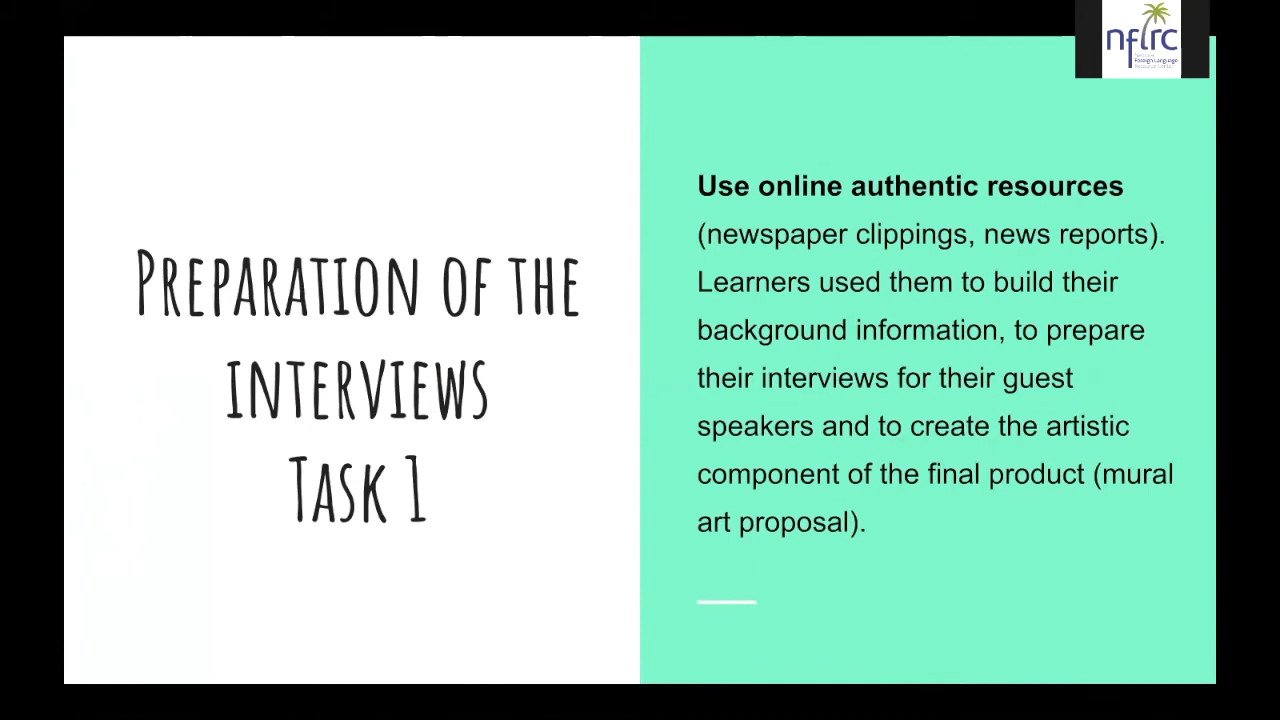 nflrc
Foreign Language
PREPARATION OF THE
INTERVIEWS
TASK 1
Use online authentic resources
(newspaper clippings, news reports).
Learners used them to build their
background information, to prepare
their interviews for their guest
speakers and to create the artistic
component of the final product (mural
art proposal).